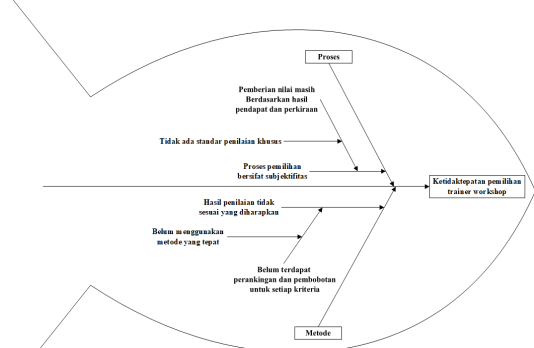 Proses
Pemberian nilai masih
Berdasarkan hasil
pendapat dan perkiraan
Tidak ada standar penilaian khusus
Proses pemilihan
bersifat subjektifitas
Ketidaktepatan pemilihan
trainer workshop
Hasil penilaian tidak
sesuai yang diharapkan
Belum menggunakan
metode yang tepat
Belum terdapat
perankingan dan pembobotan
untuk setiap kriteria
Metode